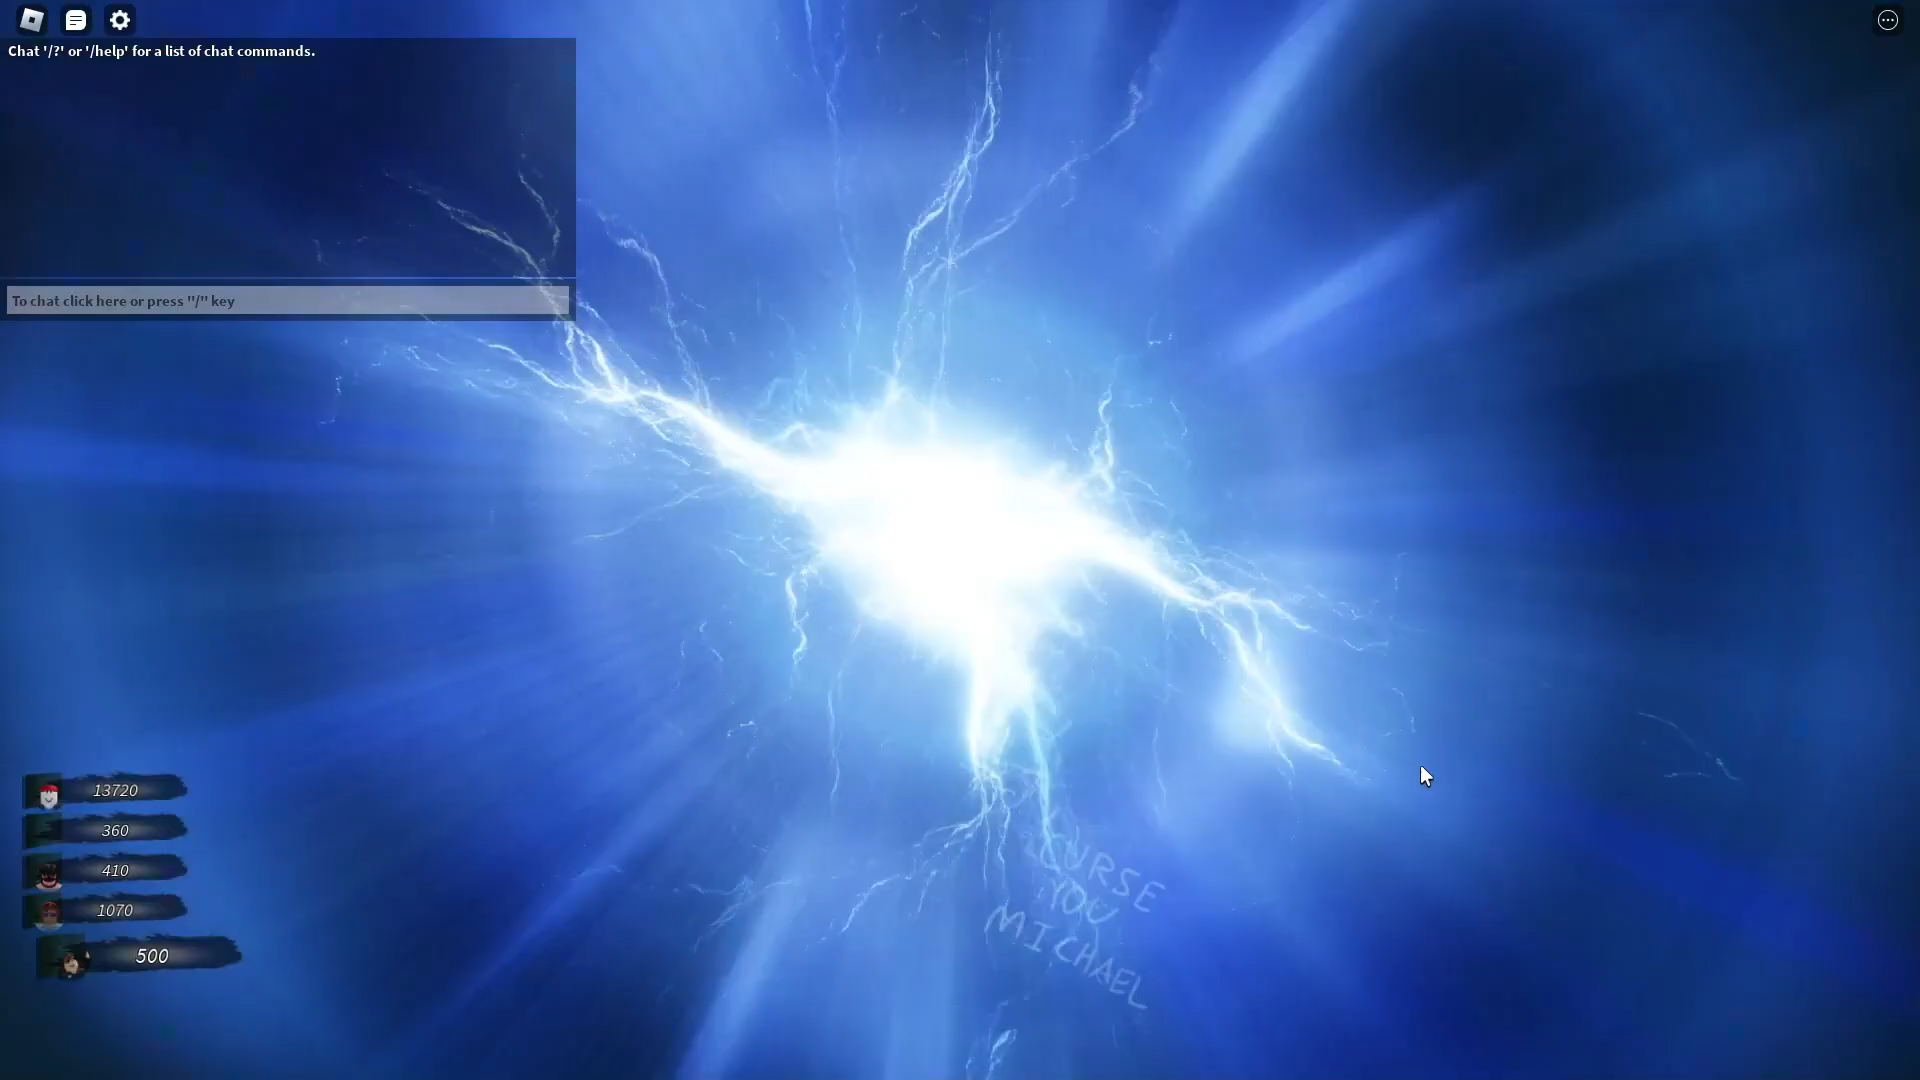 Chat '/?' or '/help' for a list of chat commands.
To chat click here or press "/" key
13720
360
410
1070
500
CURSE
YOU
MICHAEL